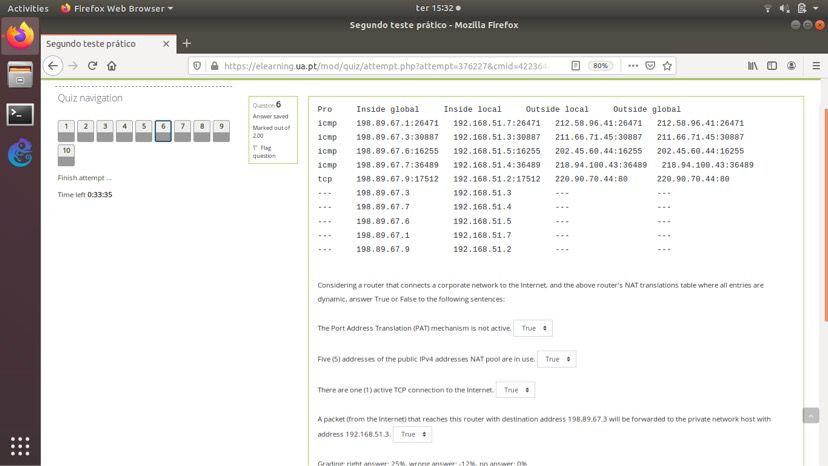 Activities Firefox Web Browser ter 15:32
Segundo teste prático - Mozilla Firefox
Segundo teste prático
https://elearning.ua.pt/mod/quiz/attempt.php?attempt=376227&cmid=42236 80%
Quiz navigation
1 2 3 4 5 6 7 8 9
10
Finish attempt ...
Time left 0:33:35
Question 6
Answer saved
Marked out of
2.00
Flag
question
Pro Inside global Inside local Outside local Outside global
icmp 198.89.67.1:26471 192.168.51.7:26471 212.58.96.41:26471 212.58.96.41:26471
icmp 198.89.67.3:30887 192.168.51.3:30887 211.66.71.45:30887 211.66.71.45:30887
icmp 198.89.67.6:16255 192.168.51.5:16255 202.45.60.44:16255 202.45.60.44:16255
icmp 198.89.67.7:36489 192.168.51.4:36489 218.94.100.43:36489 218.94.100.43:36489
tcp 198.89.67.9:17512 192.168.51.2:17512 220.90.70.44:80 220.90.70.44:80
--- 198.89.67.3 192.168.51.3 --- ---
--- 198.89.67.7 192.168.51.4 --- ---
--- 198.89.67.6 192.168.51.5 --- ---
--- 198.89.67.1 192.168.51.7 --- ---
--- 198.89.67.9 192.168.51.2 --- ---
Considering a router that connects a corporate network to the Internet, and the above router's NAT translations table where all entries are
dynamic, answer True or False to the following sentences:
The Port Address Translation (PAT) mechanism is not active. True
Five (5) addresses of the public IPv4 addresses NAT pool are in use. True
There are one (1) active TCP connection to the Internet. True
A packet (from the Internet) that reaches this router with destination address 198.89.67.3 will be forwarded to the private network host with
address 192.168.51.3. True
Grading: right answer: 25%, wrong answer: -12%, no answer: 0%